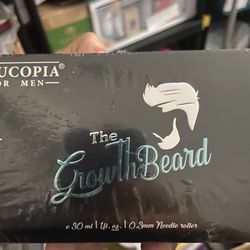 UCOPIA®
OR MEN
The
GrowthBeard
e 30 ml | 1fl. oz. | 0.3mm Needle roller